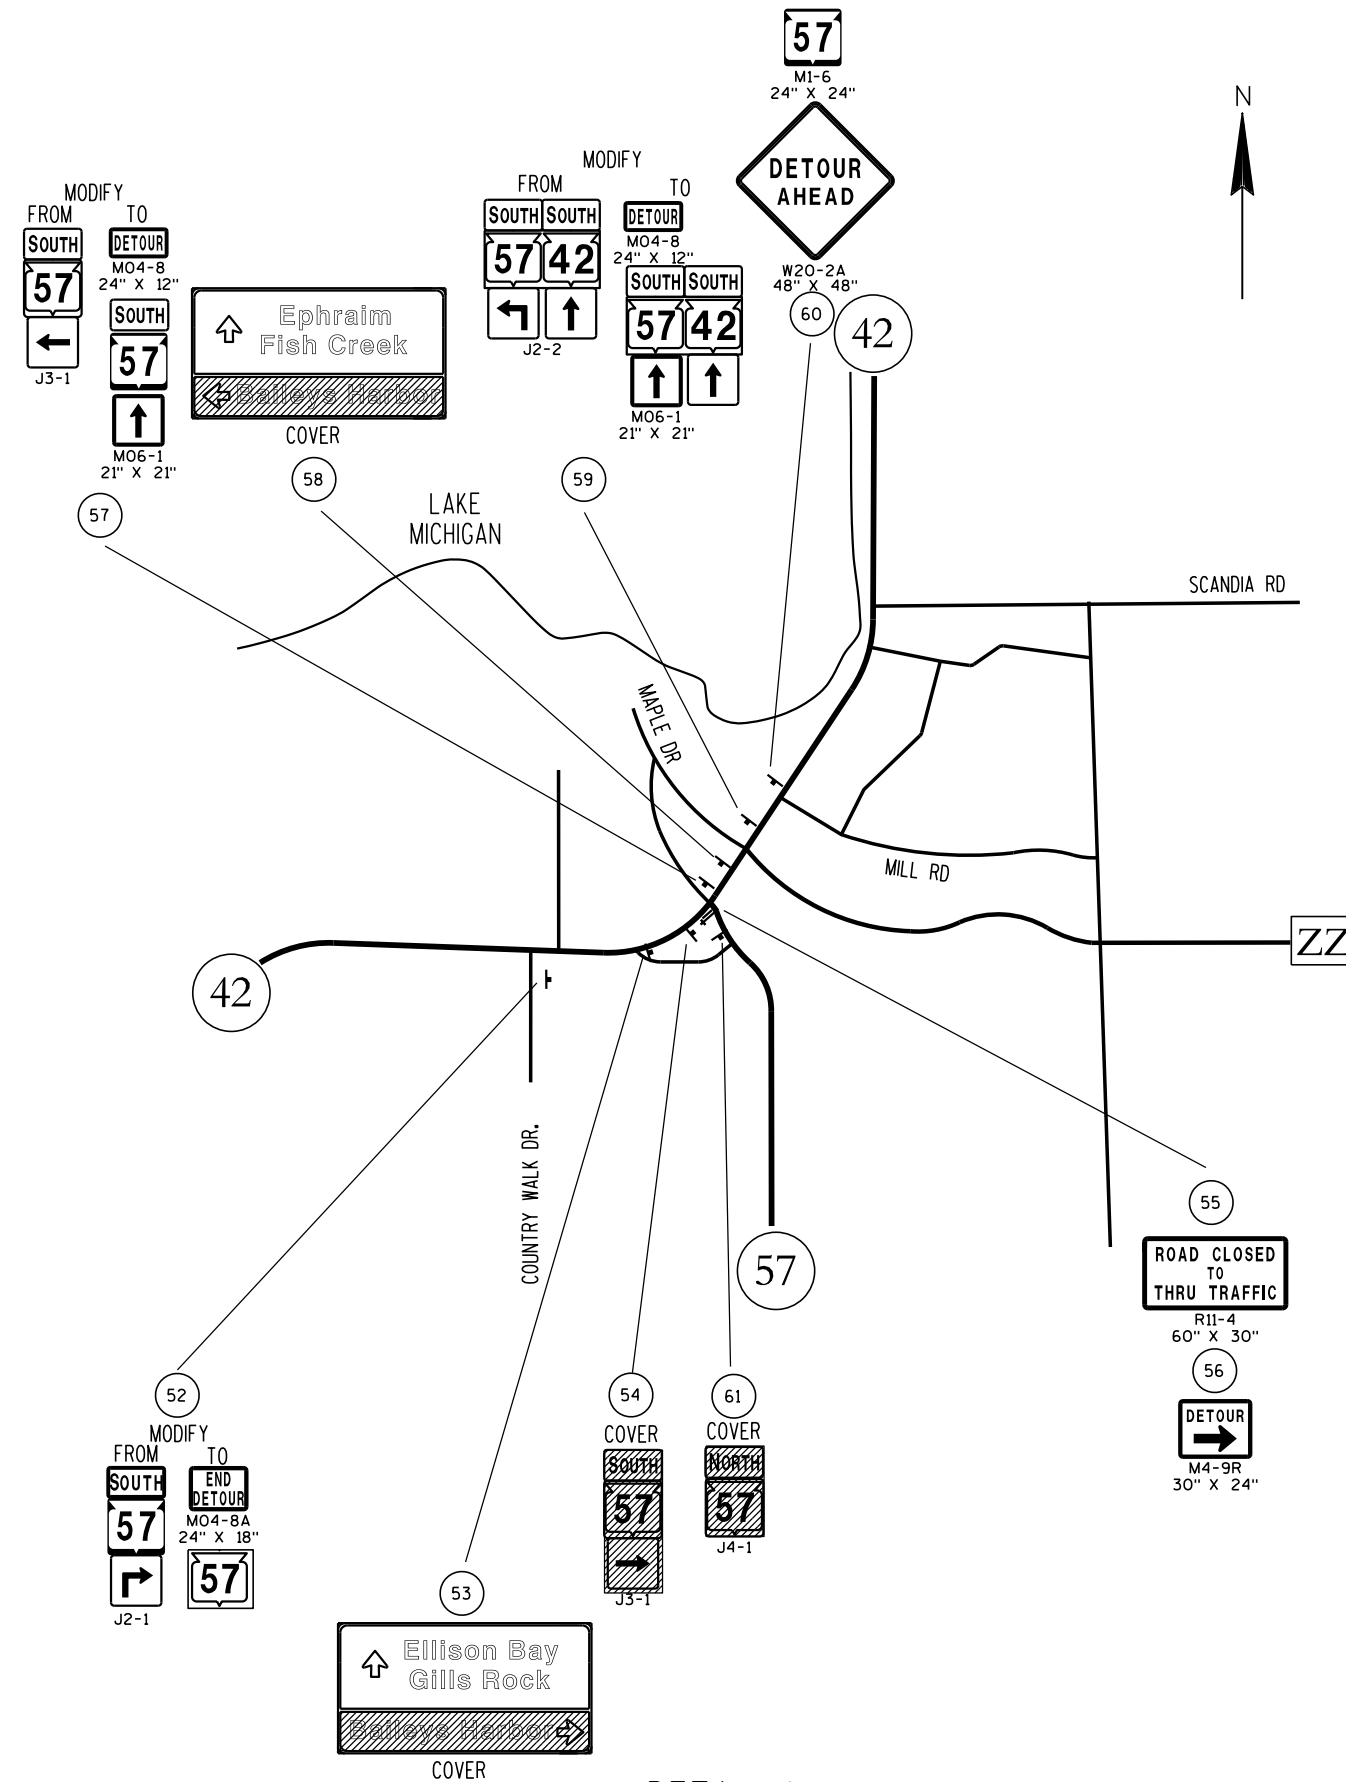 57
M1-6
24" X 24"
DETOUR
AHEAD
W20-2A
48" X 48"
60
42
N
MODIFY
FROM TO
SOUTH
57
J3-1
DETOUR
MO4-8
24" X 12"
SOUTH
57
MO6-1
21" X 21"
57
Ephraim
Fish Creek
Baileys Harbor
COVER
58
MODIFY
FROM TO
SOUTH SOUTH
57 42
J2-2
DETOUR
MO4-8
24" X 12"
SOUTH SOUTH
57 42
MO6-1
21" X 21"
59
LAKE
MICHIGAN
SCANDIA RD
MAPLE DR
MILL RD
ZZ
42
COUNTRY WALK DR.
57
55
ROAD CLOSED
TO
THRU TRAFFIC
R11-4
60" X 30"
56
DETOUR
M4-9R
30" X 24"
52
MODIFY
FROM TO
SOUTH
57
J2-1
END
DETOUR
MO4-8A
24" X 18"
57
54
COVER
SOUTH
57
J3-1
61
COVER
NORTH
57
J4-1
53
Ellison Bay
Gills Rock
Baileys Harbor
COVER